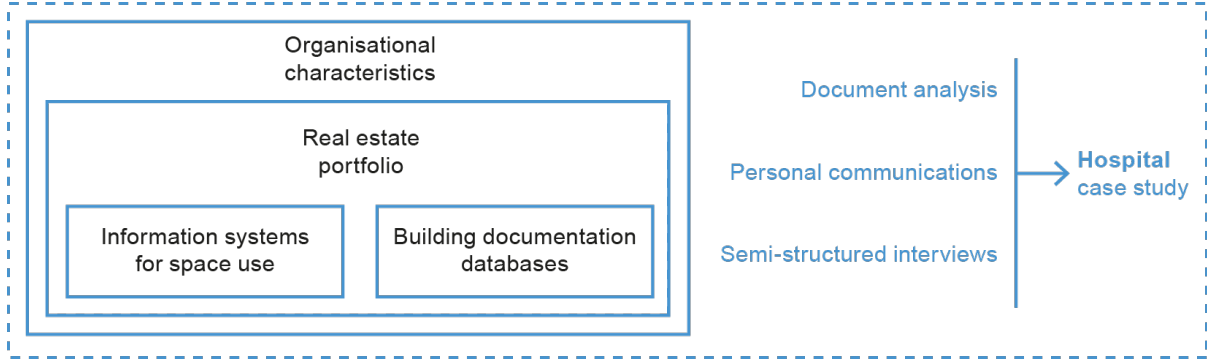 Organisational
characteristics
Real estate
portfolio
Information systems
for space use
Building documentation
databases
Document analysis
Personal communications
Semi-structured interviews
Hospital
case study